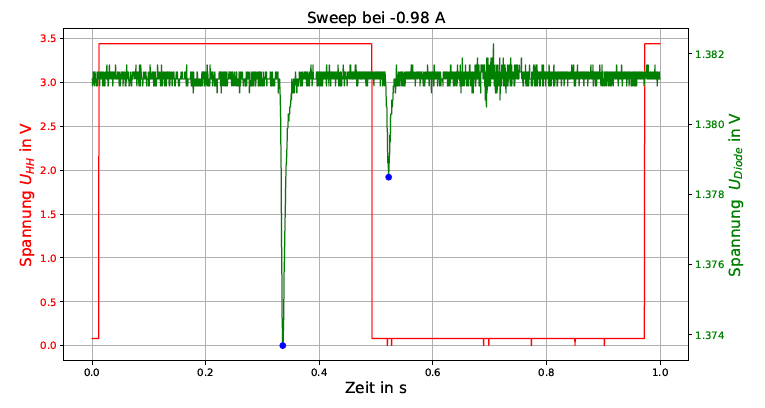 Sweep bei -0.98 A
Spannung U_HH in V
3.5
3.0
2.5
2.0
1.5
1.0
0.5
0.0
1.382
1.380
1.378
1.376
1.374
Spannung U_Diode in V
0.0 0.2 0.4 0.6 0.8 1.0
Zeit in s